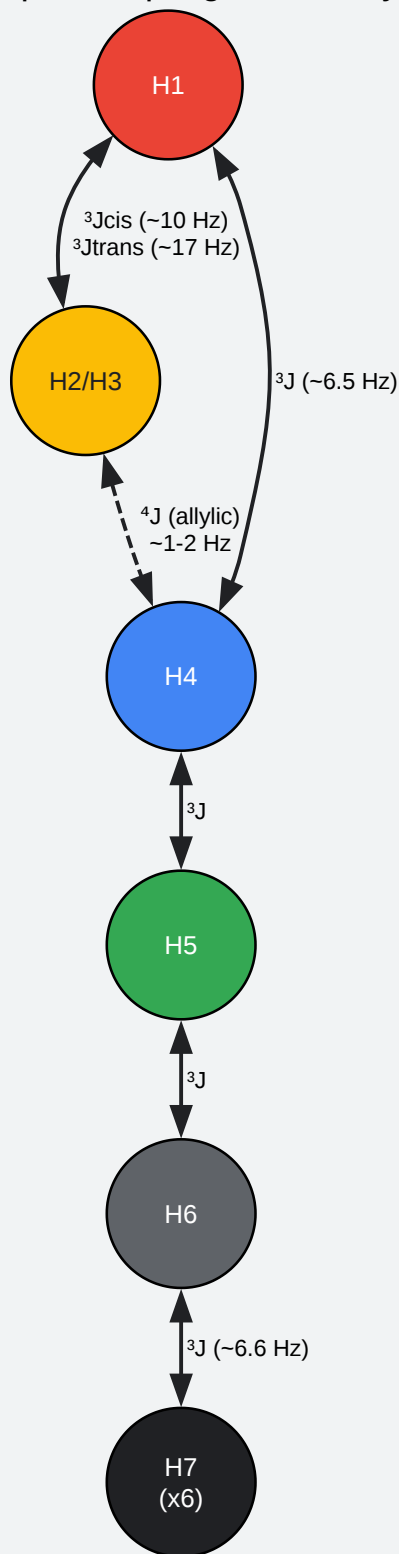 H1
³Jcis (~10 Hz)
³Jtrans (~17 Hz)
H2/H3
³J (~6.5 Hz)
⁴J (allylic)
~1-2 Hz
H4
³J
H5
³J
H6
³J (~6.6 Hz)
H7
(x6)